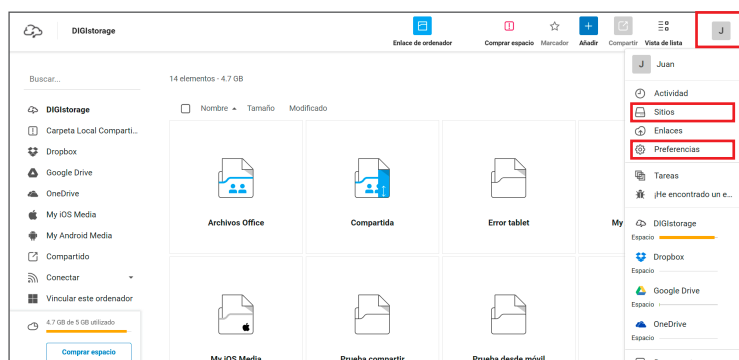 DIGIstorage
Enlace de ordenador
Comprar espacio
Marcador
Añadir
Compartir
Vista de lista
J
Buscar...
14 elementos - 4.7 GB
Nombre Tamaño Modificado
DIGIstorage
Carpeta Local Comparti...
Dropbox
Google Drive
OneDrive
My iOS Media
My Android Media
Compartido
Conectar
Vincular este ordenador
4.7 GB de 5 GB utilizado
Comprar espacio
Archivos Office
Compartida
Error tablet
My
My iOS Media
Prueba compartir
Prueba desde móvil
J Juan
Actividad
Sitios
Enlaces
Preferencias
Tareas
¡He encontrado un e...
DIGIstorage
Espacio
Dropbox
Espacio
Google Drive
Espacio
OneDrive
Espacio